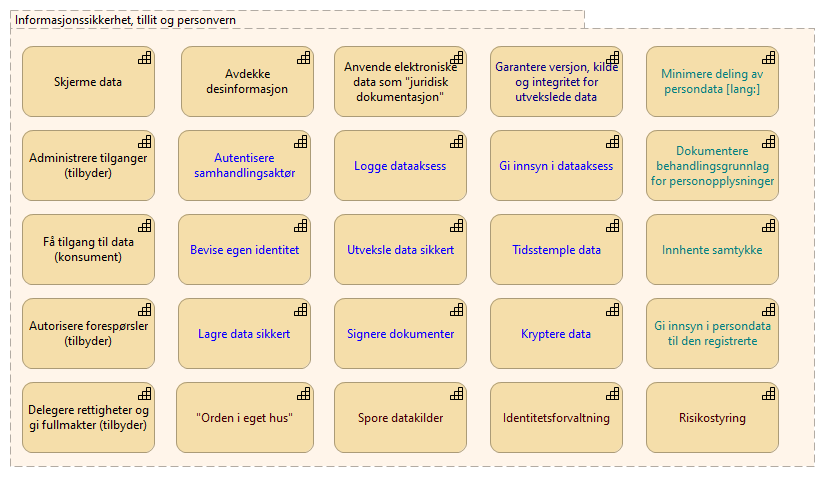 Informasjonssikkerhet, tillit og personvern
Skjerme data
Avdekke
desinformasjon
Anvende elektroniske
data som "juridisk
dokumentasjon"
Garantere versjon, kilde
og integritet for
utvekslede data
Minimere deling av
persondata [lang:]
Administrere tilganger
(tilbyder)
Autentisere
samhandlingsaktør
Logge dataaksess
Gi innsyn i dataaksess
Dokumentere
behandlingsgrunnlag
for personopplysninger
Få tilgang til data
(konsument)
Bevise egen identitet
Utveksle data sikkert
Tidsstemple data
Innhente samtykke
Autorisere forespørsler
(tilbyder)
Lagre data sikkert
Signere dokumenter
Kryptere data
Gi innsyn i persondata
til den registrerte
Delegere rettigheter og
gi fullmakter (tilbyder)
"Orden i eget hus"
Spore datakilder
Identitetsforvaltning
Risikostyring